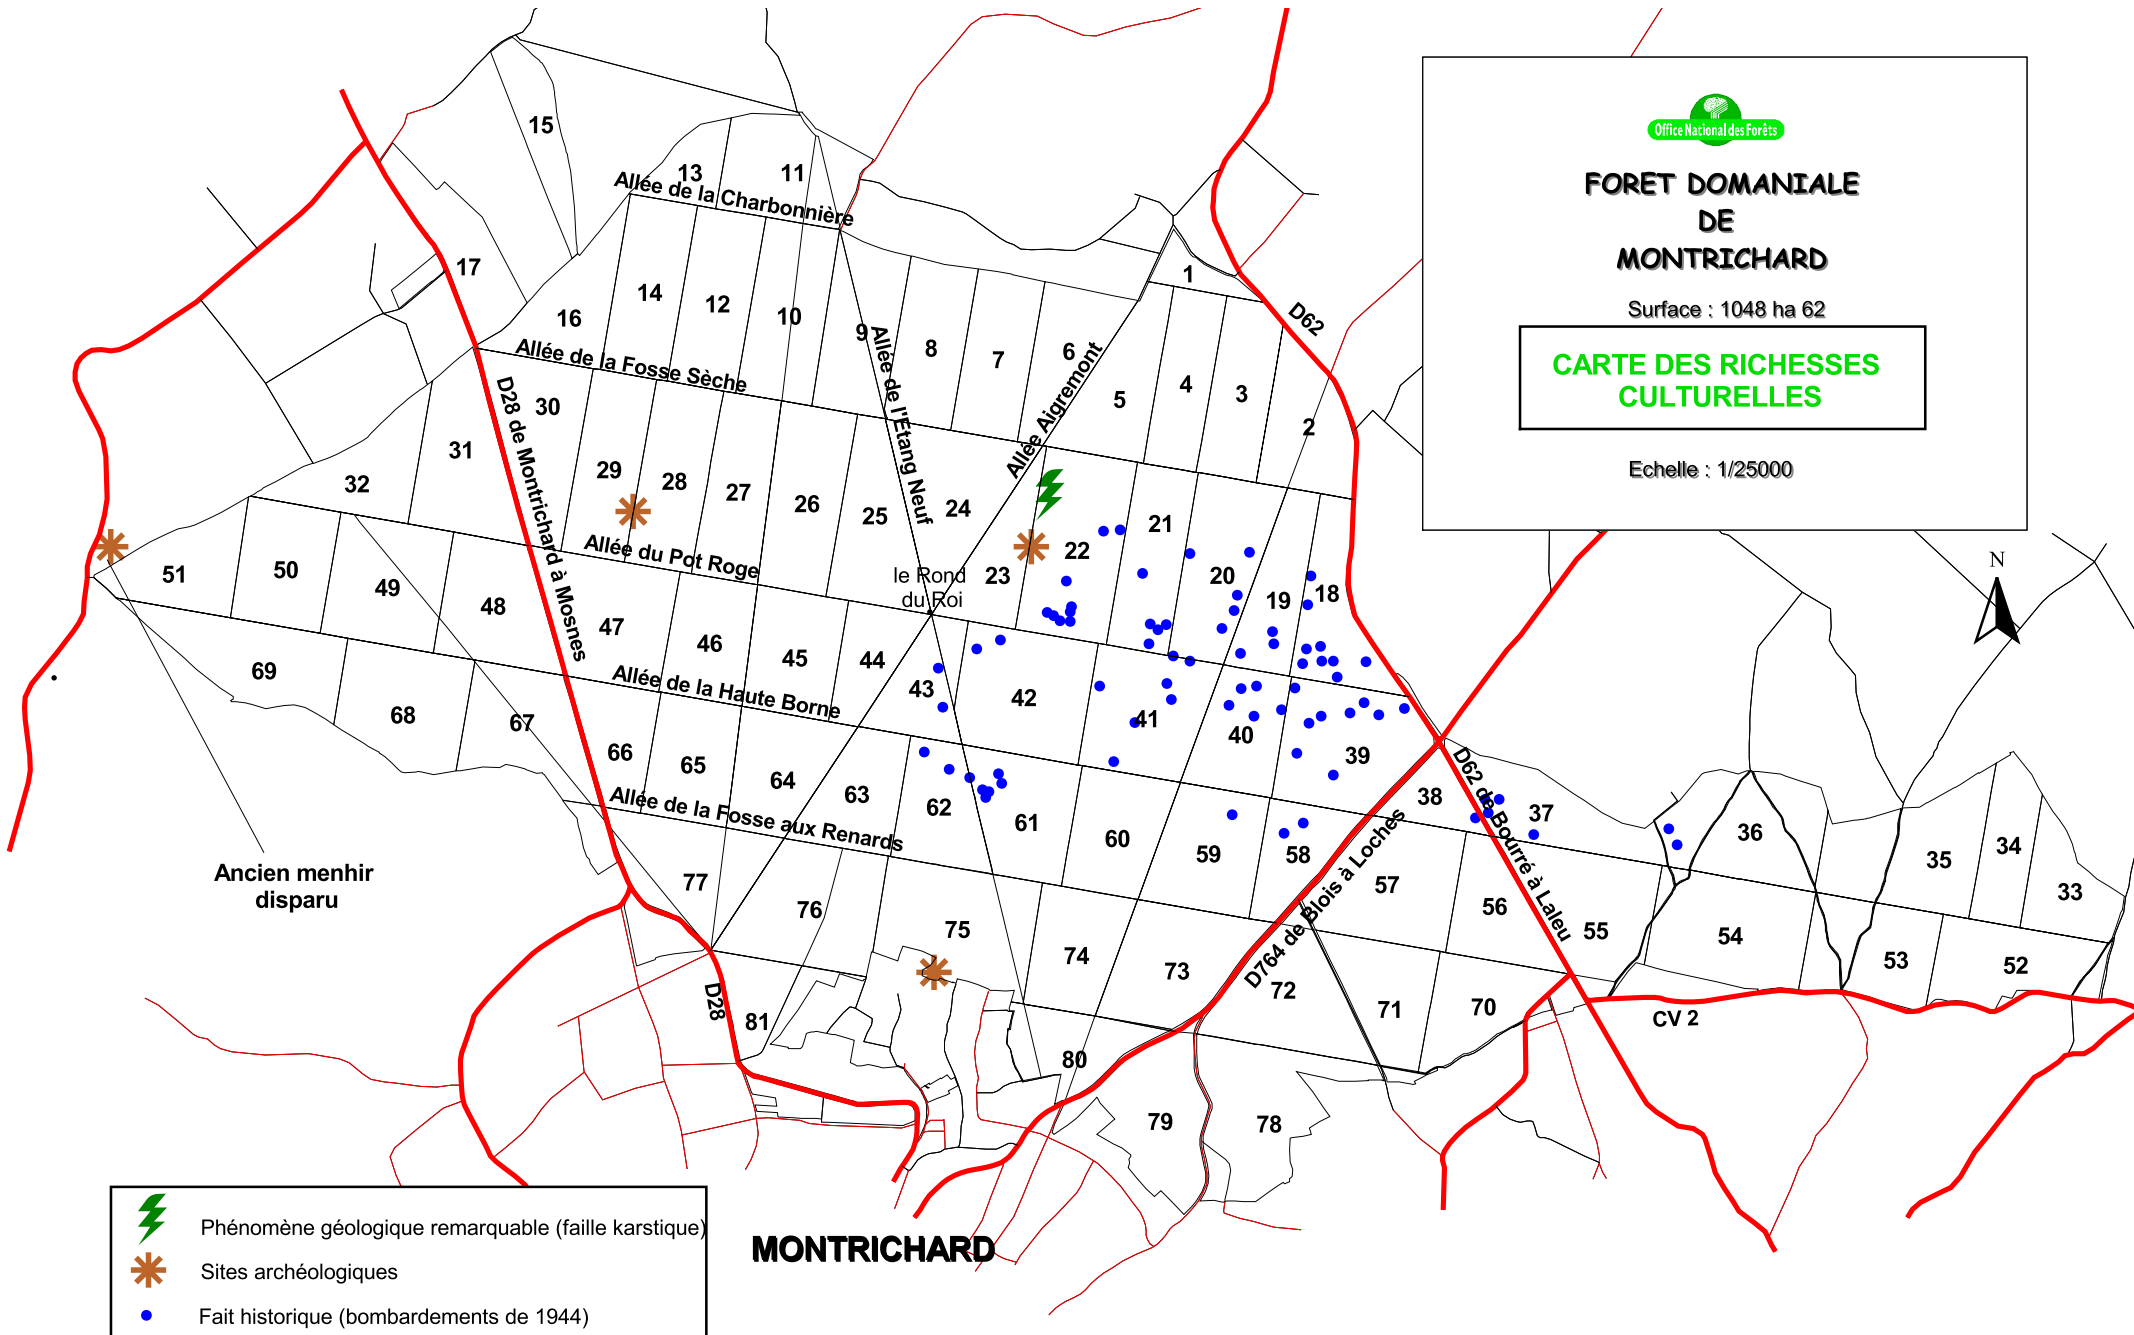 Office National des Forêts
FORET DOMANIALE
DE
MONTRICHARD
Surface : 1048 ha 62
CARTE DES RICHESSES
CULTURELLES
Echelle : 1/25000
N
15
13
11
Allée de la Charbonnière
17
16
14
12
10
9
8
7
6
5
4
3
2
1
D62
Allée de la Fosse Sèche
Allée de l'Etang Neuf
Allée Aigremont
D28 de Montrichard à Mosnes
32
31
30
29
28
27
26
25
24
23
22
21
20
19
18
Allée du Pot Roge
le Rond
du Roi
51
50
49
48
47
46
45
44
43
42
41
40
39
Allée de la Haute Borne
69
68
67
66
65
64
63
62
61
60
59
58
38
37
36
35
34
33
Allée de la Fosse aux Renards
D62 de Bourré à Laleu
D764 de Blois à Loches
77
76
75
74
73
72
57
56
55
54
53
52
71
70
CV 2
D28
81
80
79
78
Ancien menhir
disparu
MONTRICHARD
Phénomène géologique remarquable (faille karstique)
Sites archéologiques
Fait historique (bombardements de 1944)